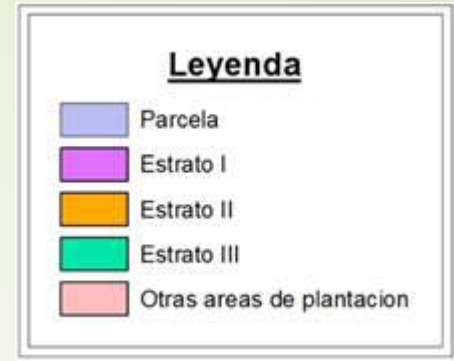 Leyenda
Parcela
Estrato I
Estrato II
Estrato III
Otras areas de plantacion